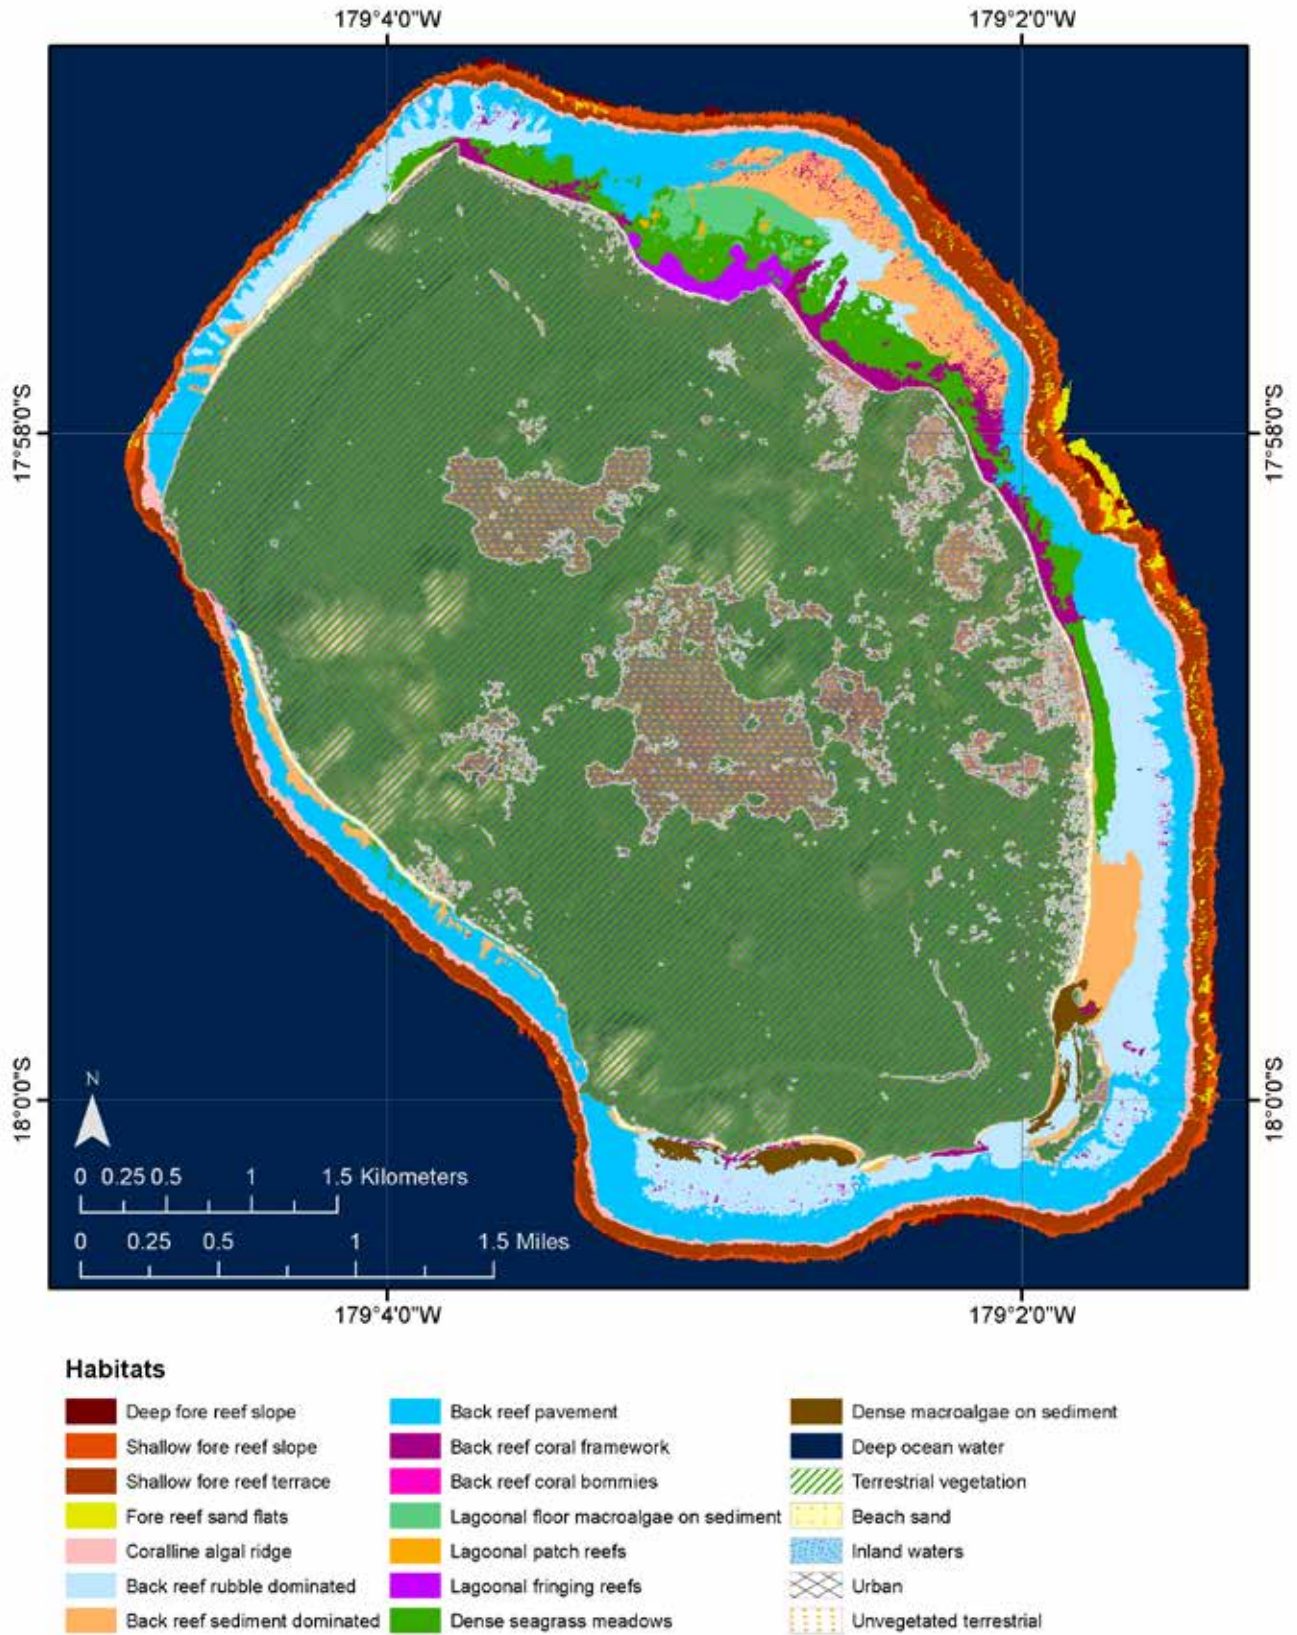 179°4'0"W 179°2'0"W
17°58'0"S 17°58'0"S
18°0'0"S 18°0'0"S
N
0 0.25 0.5 1 1.5 Kilometers
0 0.25 0.5 1 1.5 Miles
179°4'0"W 179°2'0"W
Habitats
Deep fore reef slope
Shallow fore reef slope
Shallow fore reef terrace
Fore reef sand flats
Coralline algal ridge
Back reef rubble dominated
Back reef sediment dominated
Back reef pavement
Back reef coral framework
Back reef coral bommies
Lagoonal floor macroalgae on sediment
Lagoonal patch reefs
Lagoonal fringing reefs
Dense seagrass meadows
Dense macroalgae on sediment
Deep ocean water
Terrestrial vegetation
Beach sand
Inland waters
Urban
Unvegetated terrestrial